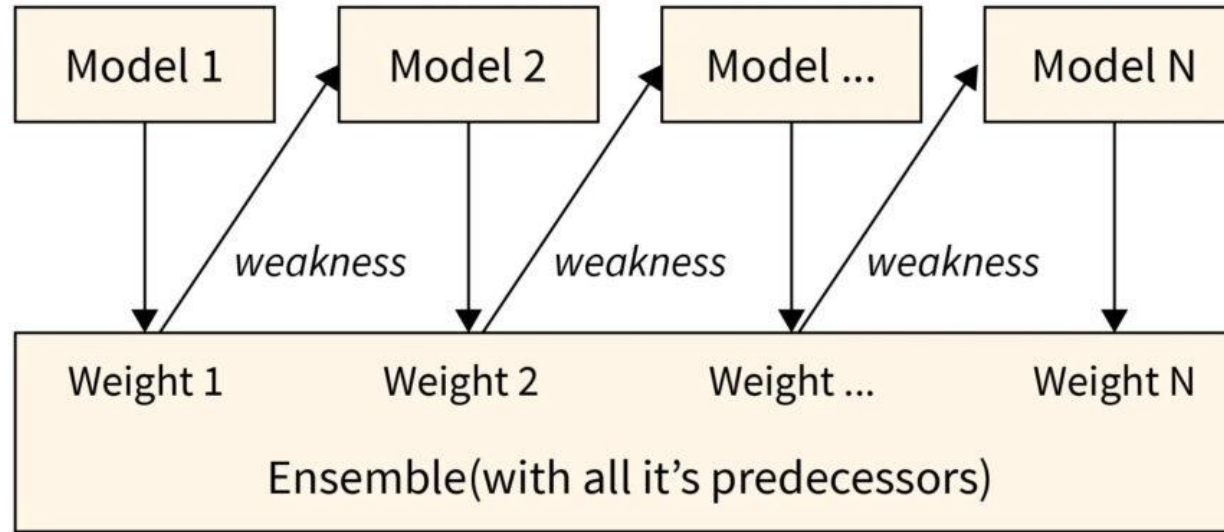 Model 1 Model 2 Model ... Model N
weakness weakness weakness
Weight 1 Weight 2 Weight ... Weight N
Ensemble(with all it's predecessors)